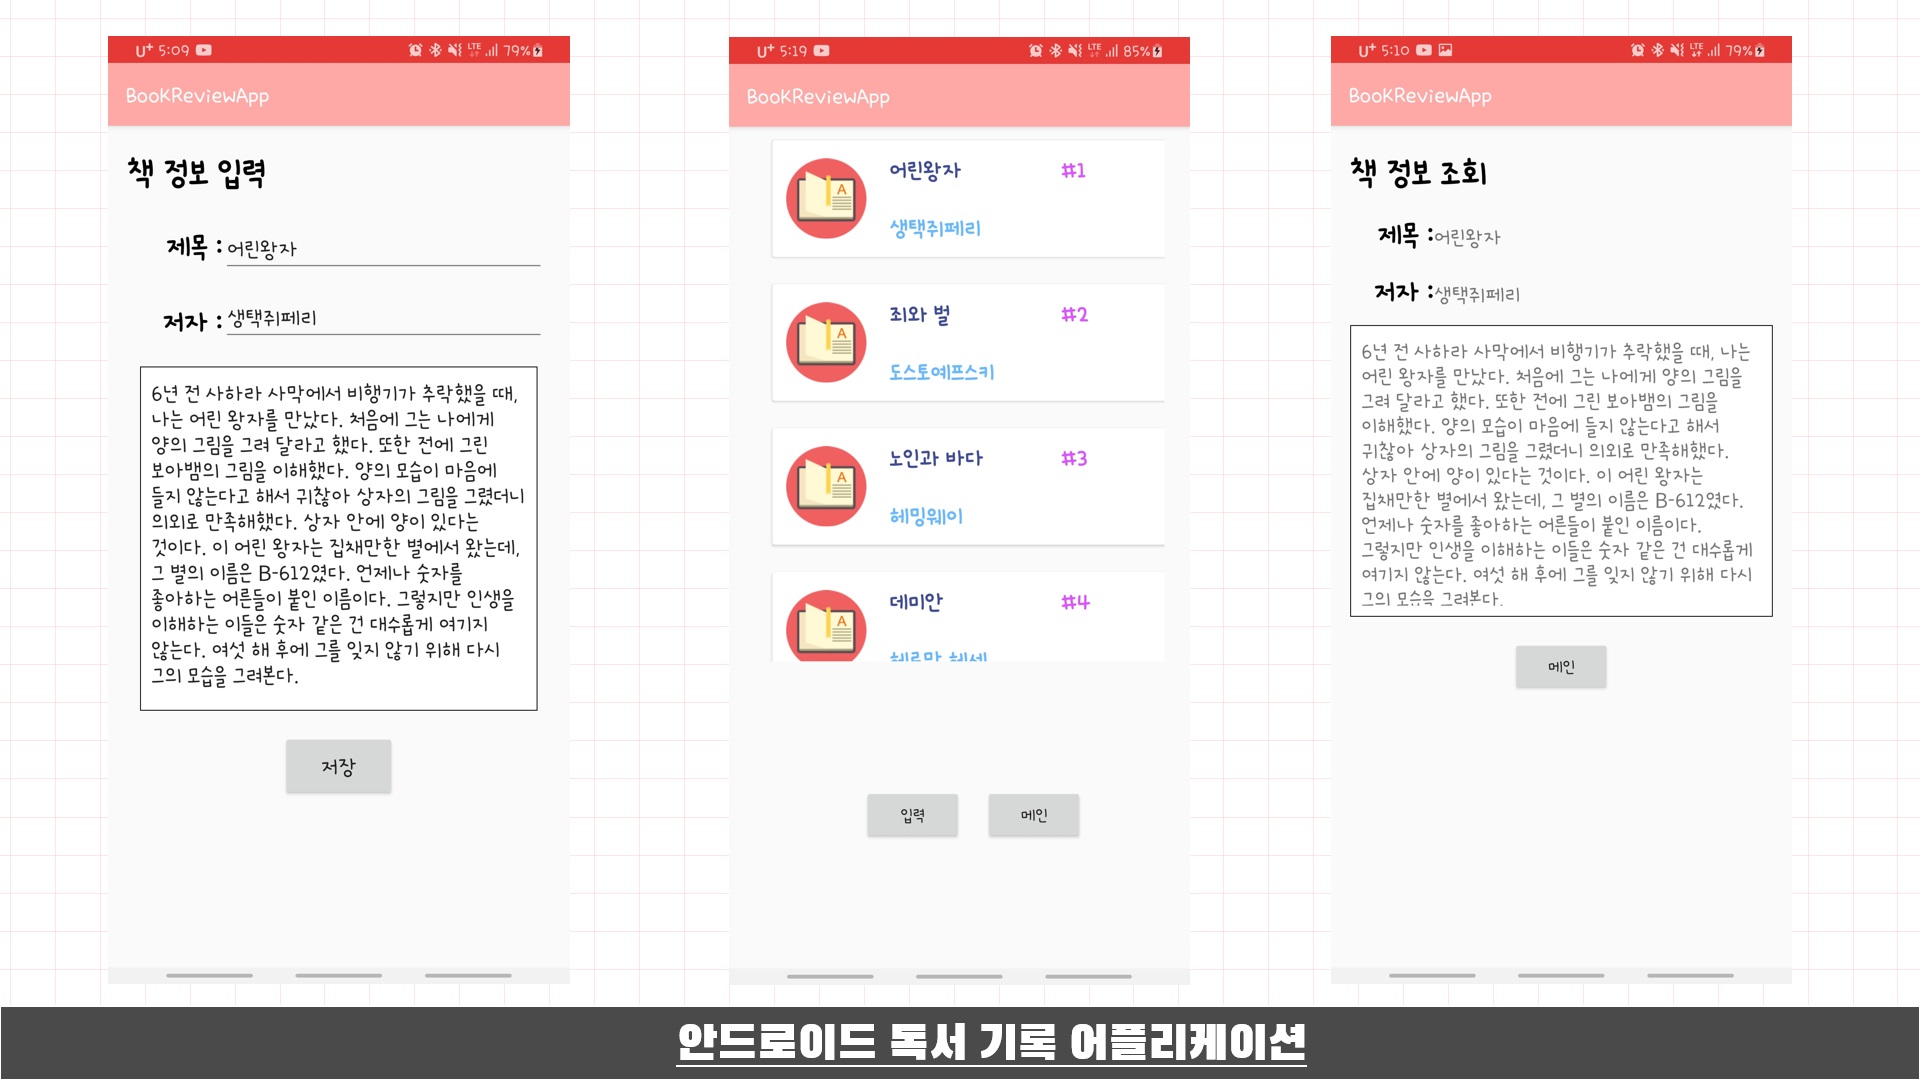 U+ 5:09 LTE 79%
BooKReviewApp
책 정보 입력
제목 : 어린왕자
저자 : 생택쥐페리
6년 전 사하라 사막에서 비행기가 추락했을 때,
나는 어린 왕자를 만났다. 처음에 그는 나에게
양의 그림을 그려 달라고 했다. 또한 전에 그린
보아뱀의 그림을 이해했다. 양의 모습이 마음에
들지 않는다고 해서 귀찮아 상자의 그림을 그렸더니
의외로 만족해했다. 상자 안에 양이 있다는
것이다. 이 어린 왕자는 집채만한 별에서 왔는데,
그 별의 이름은 B-612였다. 언제나 숫자를
좋아하는 어른들이 붙인 이름이다. 그렇지만 인생을
이해하는 이들은 숫자 같은 건 대수롭게 여기지
않는다. 여섯 해 후에 그를 잊지 않기 위해 다시
그의 모습을 그려본다.
저장
U+ 5:19 LTE 85%
BooKReviewApp
어린왕자 #1
생택쥐페리
죄와 벌 #2
도스토예프스키
노인과 바다 #3
헤밍웨이
데미안 #4
헤르만 헤세
입력 메인
U+ 5:10 LTE 79%
BooKReviewApp
책 정보 조회
제목 :어린왕자
저자 :생택쥐페리
6년 전 사하라 사막에서 비행기가 추락했을 때, 나는
어린 왕자를 만났다. 처음에 그는 나에게 양의 그림을
그려 달라고 했다. 또한 전에 그린 보아뱀의 그림을
이해했다. 양의 모습이 마음에 들지 않는다고 해서
귀찮아 상자의 그림을 그렸더니 의외로 만족해했다.
상자 안에 양이 있다는 것이다. 이 어린 왕자는
집채만한 별에서 왔는데, 그 별의 이름은 B-612였다.
언제나 숫자를 좋아하는 어른들이 붙인 이름이다.
그렇지만 인생을 이해하는 이들은 숫자 같은 건 대수롭게
여기지 않는다. 여섯 해 후에 그를 잊지 않기 위해 다시
그의 모습을 그려본다.
메인
안드로이드 독서 기록 어플리케이션